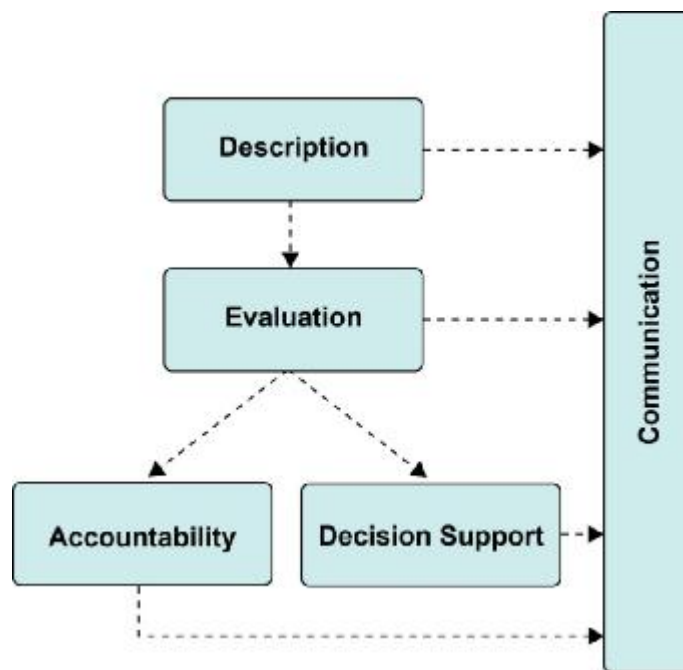 Description
Evaluation
Accountability
Decision Support
Communication